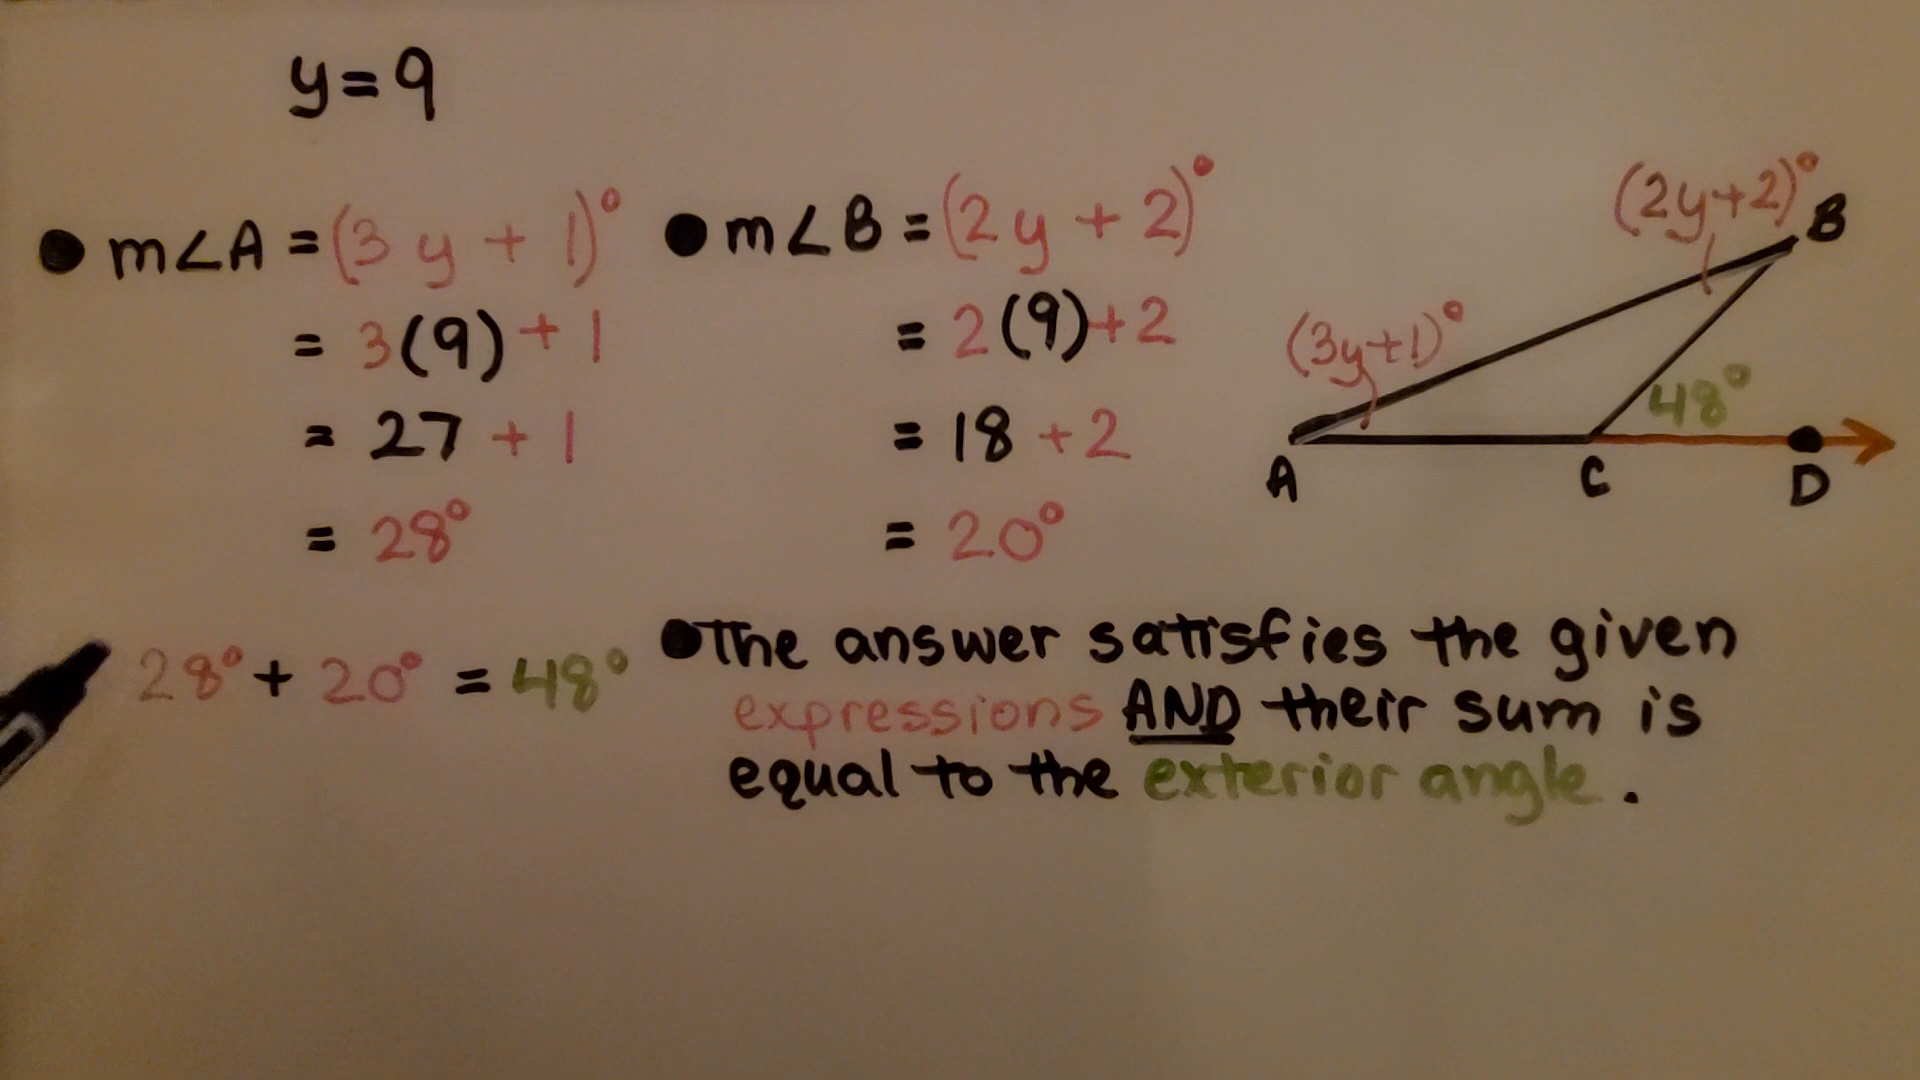 y=9
● m∠A = (3y + 1)°
= 3(9) + 1
= 27 + 1
= 28°
● m∠B = (2y + 2)°
= 2(9)+2
= 18 + 2
= 20°
(2y+2)°
B
(3y+1)°
48°
A
C
D
28° + 20° = 48°
●The answer satisfies the given
expressions AND their sum is
equal to the exterior angle.